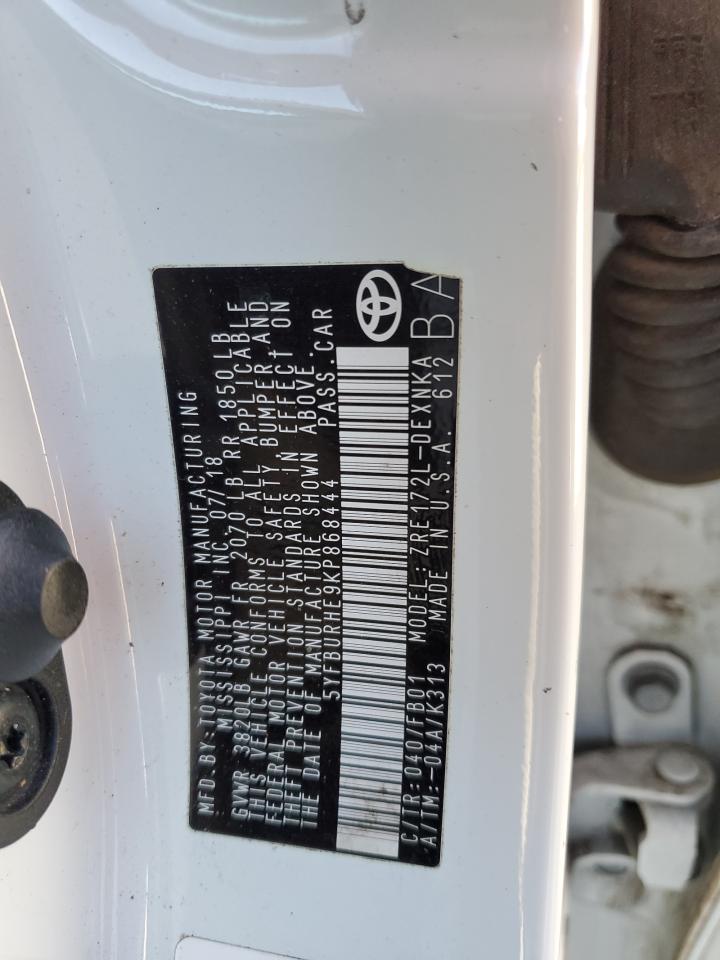 MFD.BY:TOYOTA MOTOR MANUFACTURING
MISSISSIPPI INC.07/18
GVWR 3820LB GAWR FR 2070 LB RR 1850LB
THIS VEHICLE CONFORMS TO ALL APPLICABLE
FEDERAL MOTOR VEHICLE SAFETY BUMPER,AND
THEFT PREVENTION STANDARDS IN EFFECT ON
THE DATE OF MANUFACTURE SHOWN ABOVE.
5YFBURHE9KP868444 PASS.CAR
C/TR:040/FB01 MODEL:ZRE172L-DEXNKA
A/TM:-04A/K313 MADE IN U.S.A. 612 BA